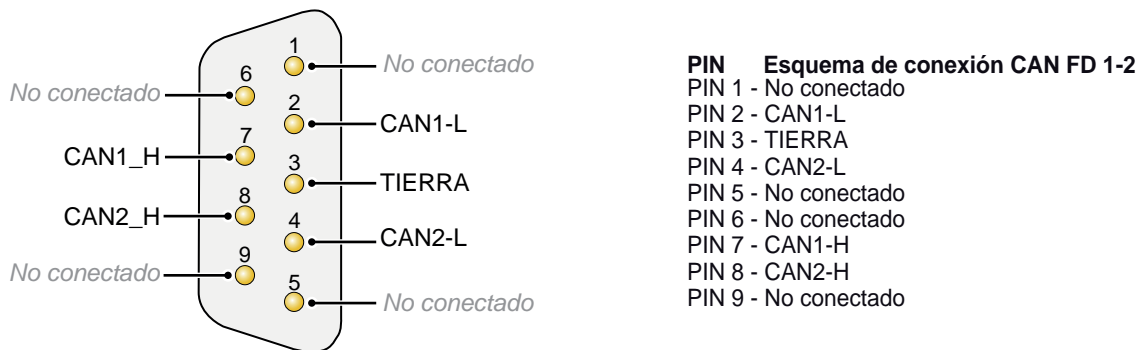 1
No conectado
6
No conectado
2
CAN1-L
7
CAN1_H
3
TIERRA
8
CAN2_H
4
CAN2-L
9
No conectado
5
No conectado
PIN Esquema de conexión CAN FD 1-2
PIN 1 - No conectado
PIN 2 - CAN1-L
PIN 3 - TIERRA
PIN 4 - CAN2-L
PIN 5 - No conectado
PIN 6 - No conectado
PIN 7 - CAN1-H
PIN 8 - CAN2-H
PIN 9 - No conectado